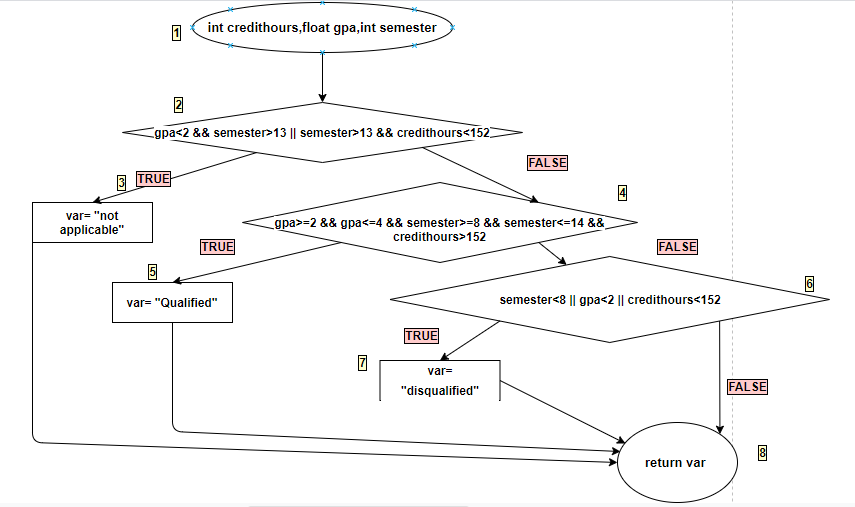 1
int credithours,float gpa,int semester
2
gpa<2 && semester>13 || semester>13 && credithours<152
FALSE
3
TRUE
4
var= "not
applicable"
gpa>=2 && gpa<=4 && semester>=8 && semester<=14 &&
credithours>152
TRUE
FALSE
5
6
var= "Qualified"
semester<8 || gpa<2 || credithours<152
TRUE
7
var=
"disqualified"
FALSE
8
return var